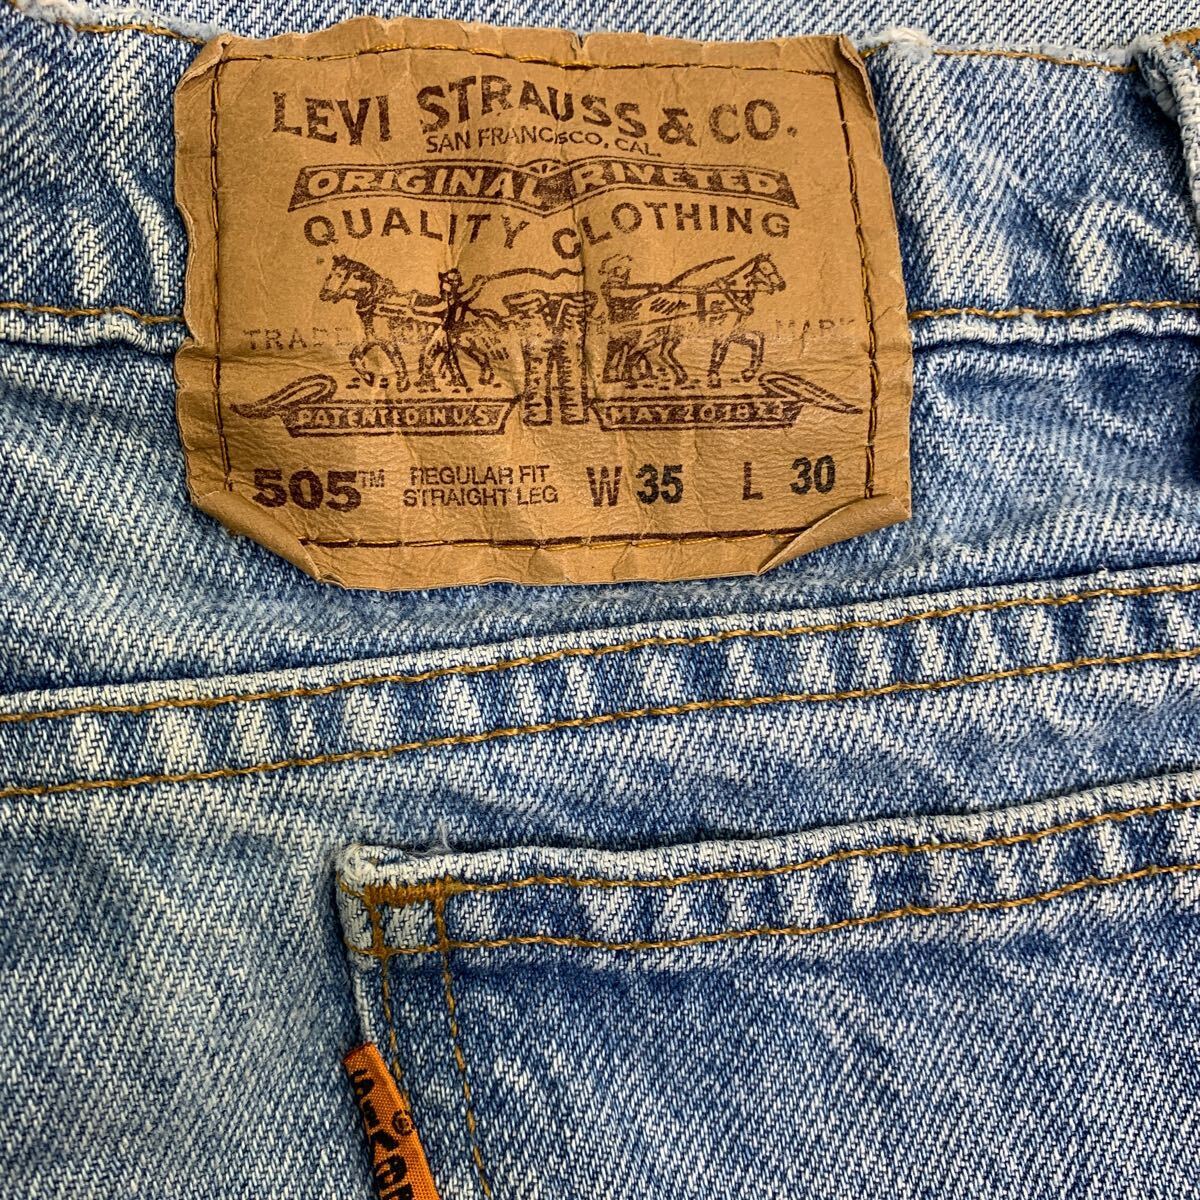 LEVI STRAUSS & CO.
SAN FRANCISCO, CAL.
ORIGINAL RIVETED
QUALITY CLOTHING
TRADE MARK
PATENTED IN U.S. MAY 20 1873
505™ REGULAR FIT STRAIGHT LEG W 35 L 30
®